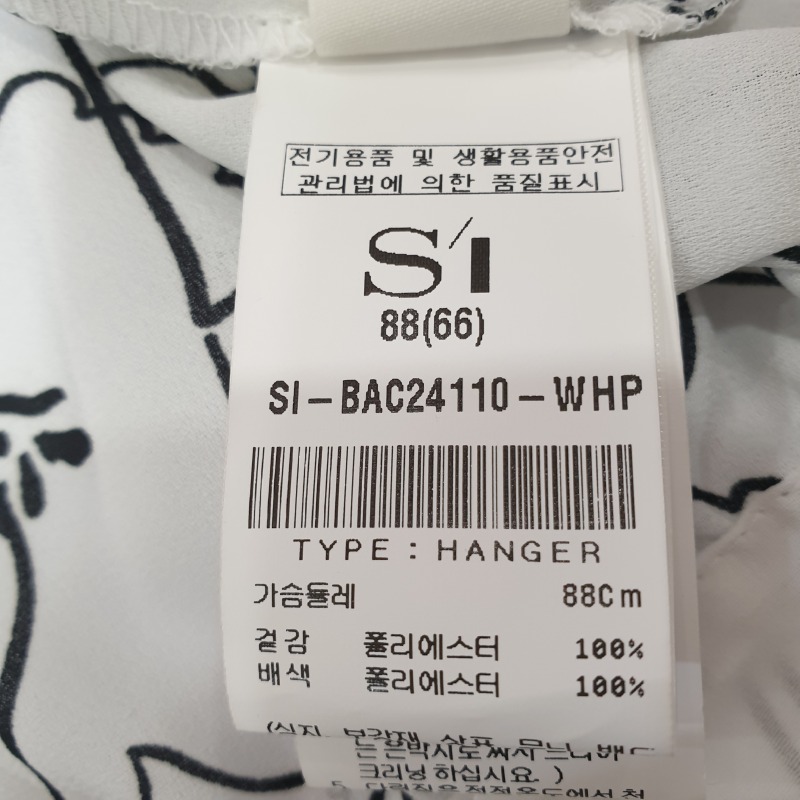 전기용품 및 생활용품안전
관리법에 의한 품질표시
S'I
88(66)
SI-BAC24110-WHP
TYPE : HANGER
가슴둘레 88Cm
겉감 폴리에스터 100%
배색 폴리에스터 100%
크리닝하십시요. )